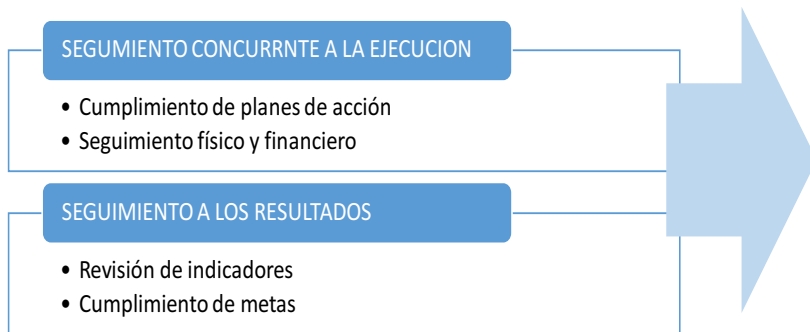 SEGUMIENTO CONCURRNTE A LA EJECUCION
• Cumplimiento de planes de acción
• Seguimiento físico y financiero
SEGUIMIENTO A LOS RESULTADOS
• Revisión de indicadores
• Cumplimiento de metas